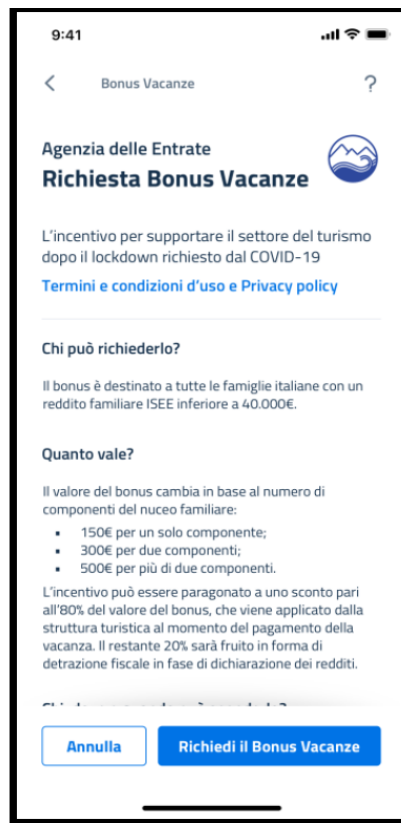 9:41
Bonus Vacanze ?
Agenzia delle Entrate
Richiesta Bonus Vacanze
L'incentivo per supportare il settore del turismo
dopo il lockdown richiesto dal COVID-19
Termini e condizioni d'uso e Privacy policy
Chi può richiederlo?
Il bonus è destinato a tutte le famiglie italiane con un
reddito familiare ISEE inferiore a 40.000€.
Quanto vale?
Il valore del bonus cambia in base al numero di
componenti del nuceo familiare:
▪ 150€ per un solo componente;
▪ 300€ per due componenti;
▪ 500€ per più di due componenti.
L'incentivo può essere paragonato a uno sconto pari
all'80% del valore del bonus, che viene applicato dalla
struttura turistica al momento del pagamento della
vacanza. Il restante 20% sarà fruito in forma di
detrazione fiscale in fase di dichiarazione dei redditi.
Annulla
Richiedi il Bonus Vacanze